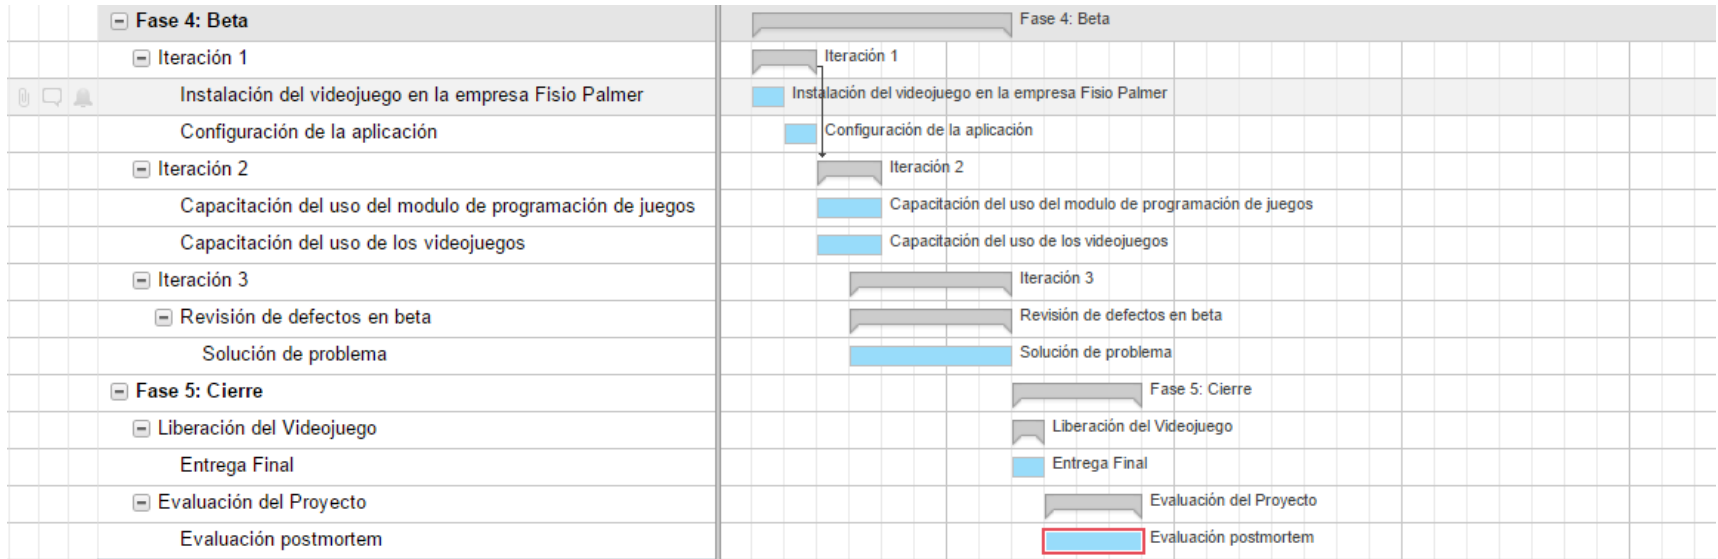 Fase 4: Beta Fase 4: Beta
Iteración 1 Iteración 1
Instalación del videojuego en la empresa Fisio Palmer Instalación del videojuego en la empresa Fisio Palmer
Configuración de la aplicación Configuración de la aplicación
Iteración 2 Iteración 2
Capacitación del uso del modulo de programación de juegos Capacitación del uso del modulo de programación de juegos
Capacitación del uso de los videojuegos Capacitación del uso de los videojuegos
Iteración 3 Iteración 3
Revisión de defectos en beta Revisión de defectos en beta
Solución de problema Solución de problema
Fase 5: Cierre Fase 5: Cierre
Liberación del Videojuego Liberación del Videojuego
Entrega Final Entrega Final
Evaluación del Proyecto Evaluación del Proyecto
Evaluación postmortem Evaluación postmortem